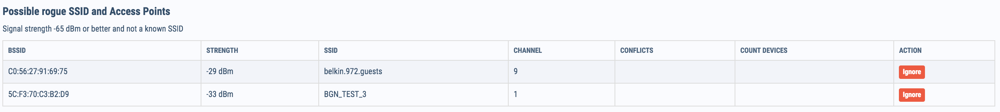 Possible rogue SSID and Access Points
Signal strength -65 dBm or better and not a known SSID
BSSID STRENGTH SSID CHANNEL CONFLICTS COUNT DEVICES ACTION
C0:56:27:91:69:75 -29 dBm belkin.972.guests 9 Ignore
5C:F3:70:C3:B2:D9 -33 dBm BGN_TEST_3 1 Ignore